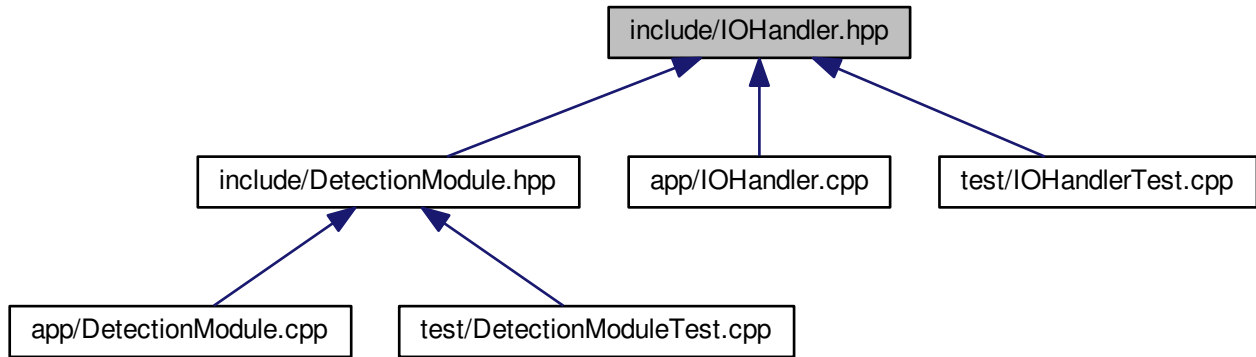 include/IOHandler.hpp
include/DetectionModule.hpp
app/IOHandler.cpp
test/IOHandlerTest.cpp
app/DetectionModule.cpp
test/DetectionModuleTest.cpp